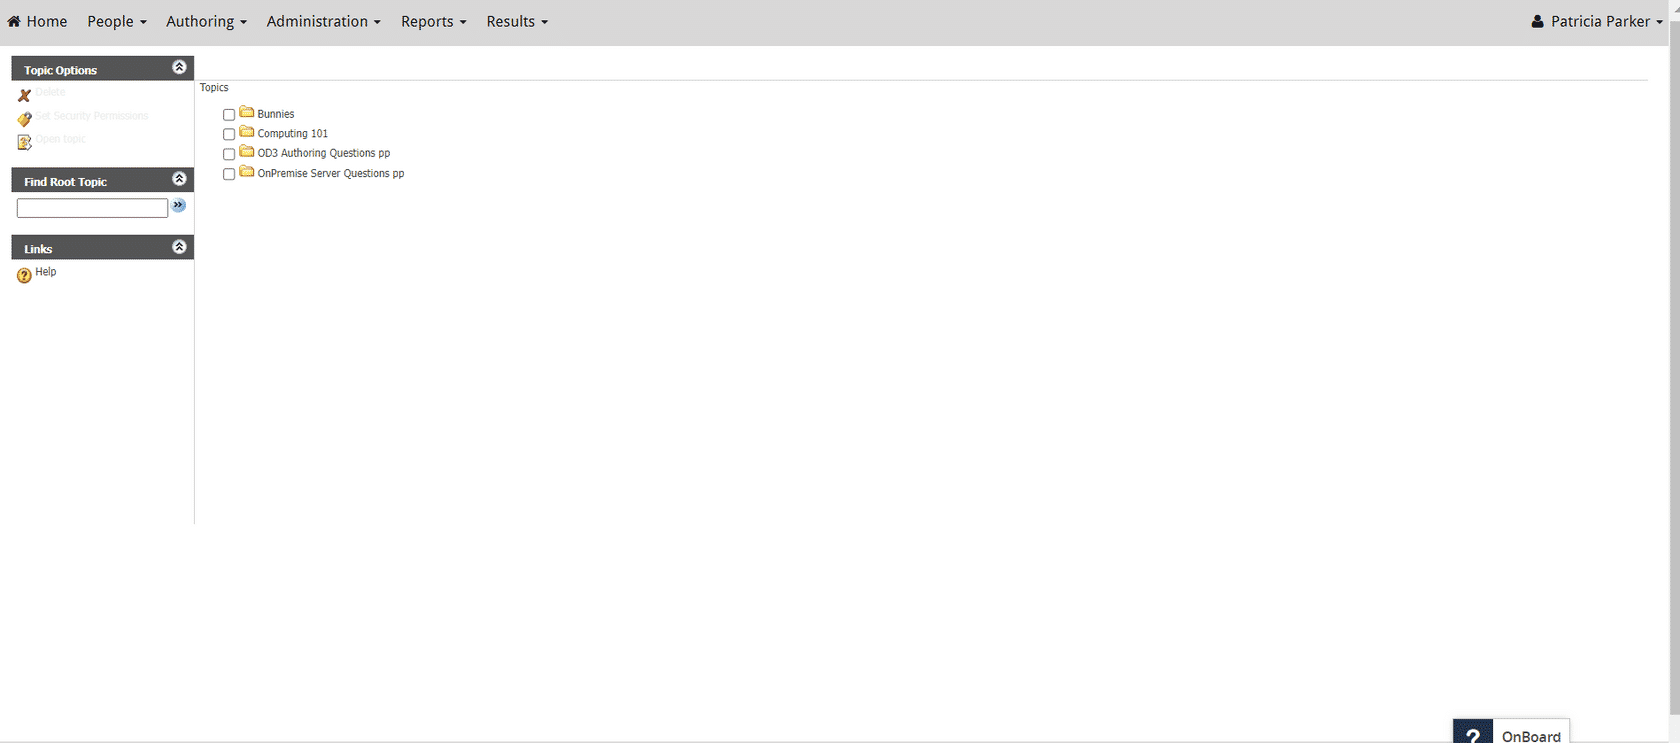 Home People Authoring Administration Reports Results Patricia Parker
Topic Options
Delete
Set Security Permissions
Open topic
Find Root Topic
Links
Help
Topics
Bunnies
Computing 101
OD3 Authoring Questions pp
OnPremise Server Questions pp
? OnBoard